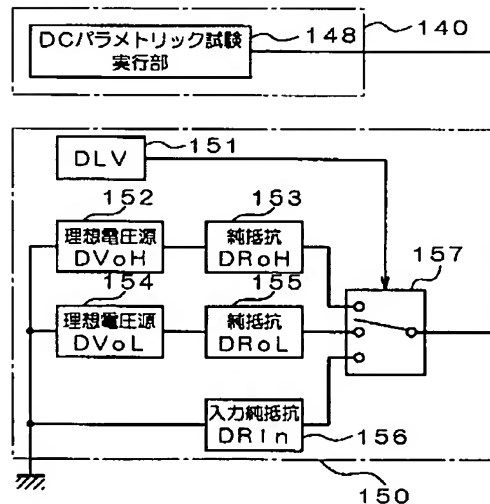 DCパラメトリック試験
実行部
148
140
DLV
151
152
理想電圧源
DVoH
153
純抵抗
DRoH
154
理想電圧源
DVoL
155
純抵抗
DRoL
157
入力純抵抗
DRIn
156
150